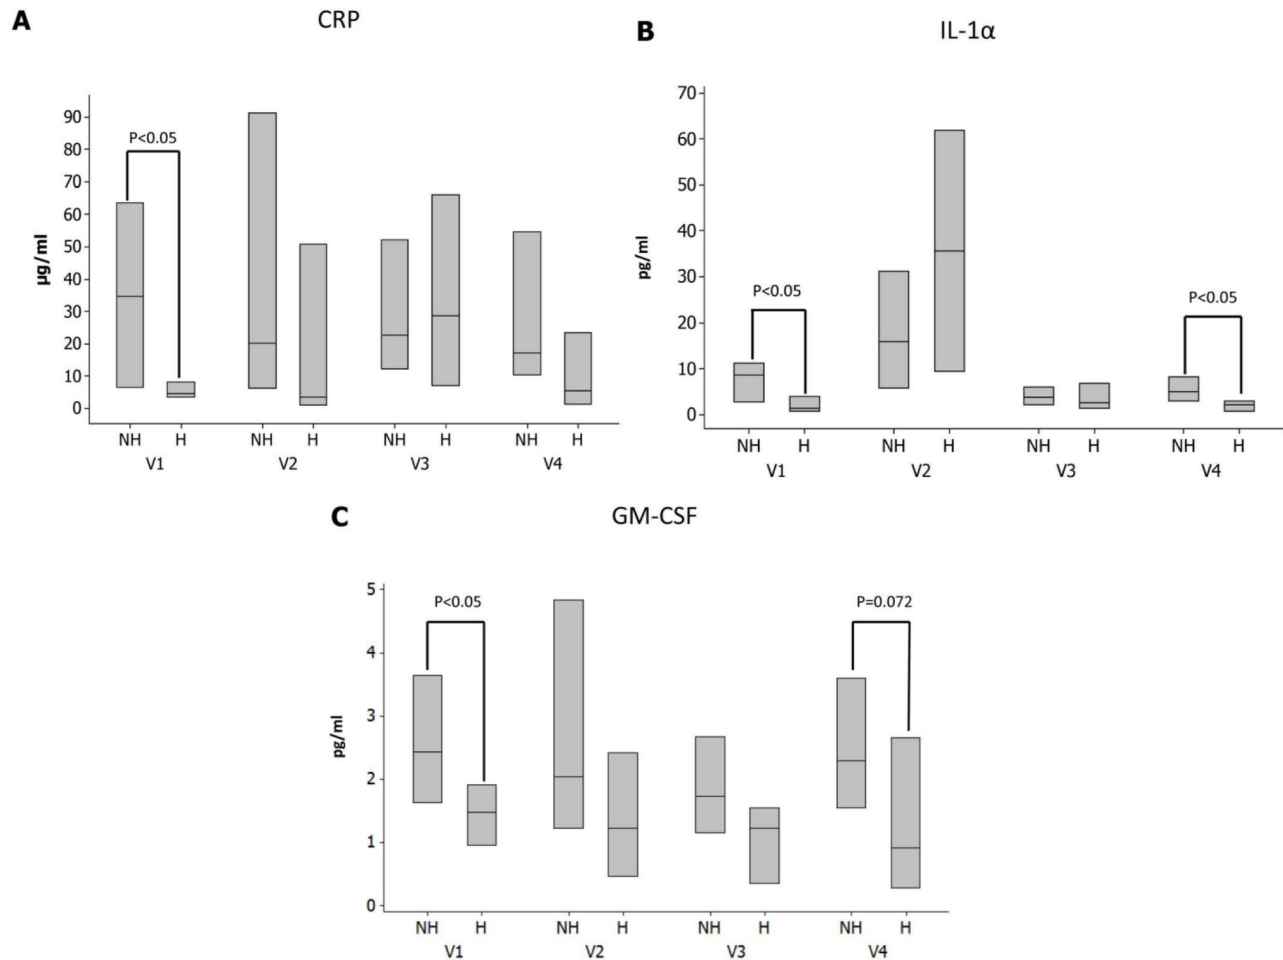 A
CRP
90
80
70
60
50
40
30
20
10
0
µg/ml
P<0.05
NH H NH H NH H NH H
V1 V2 V3 V4
B
IL-1α
70
60
50
40
30
20
10
0
pg/ml
P<0.05
P<0.05
NH H NH H NH H NH H
V1 V2 V3 V4
C
GM-CSF
5
4
3
2
1
0
pg/ml
P<0.05
P=0.072
NH H NH H NH H NH H
V1 V2 V3 V4